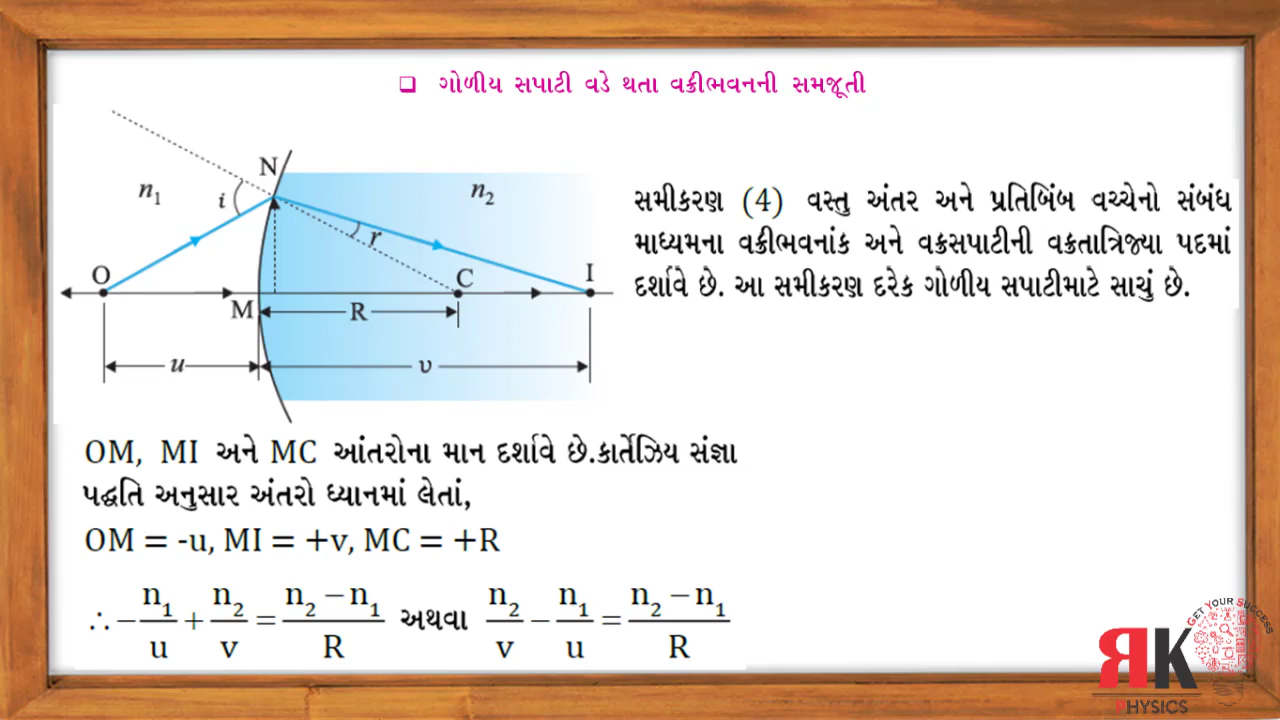 ❑ ગોળીય સપાટી વડે થતા વક્રીભવનની સમજૂતી
N
n₁
i
n₂
r
O
C
I
M
R
u
υ
સમીકરણ (4) વસ્તુ અંતર અને પ્રતિબિંબ વચ્ચેનો સંબંધ
માધ્યમના વક્રીભવનાંક અને વક્રસપાટીની વક્રતાત્રિજ્યા પદમાં
દર્શાવે છે. આ સમીકરણ દરેક ગોળીય સપાટીમાટે સાચું છે.
OM, MI અને MC આંતરોના માન દર્શાવે છે.કાર્તેઝિય સંજ્ઞા
પદ્ધતિ અનુસાર અંતરો ધ્યાનમાં લેતાં,
OM = -u, MI = +v, MC = +R
∴ -n₁/u + n₂/v = (n₂ - n₁)/R અથવા n₂/v - n₁/u = (n₂ - n₁)/R
GET YOUR SUCCESS
RK
PHYSICS